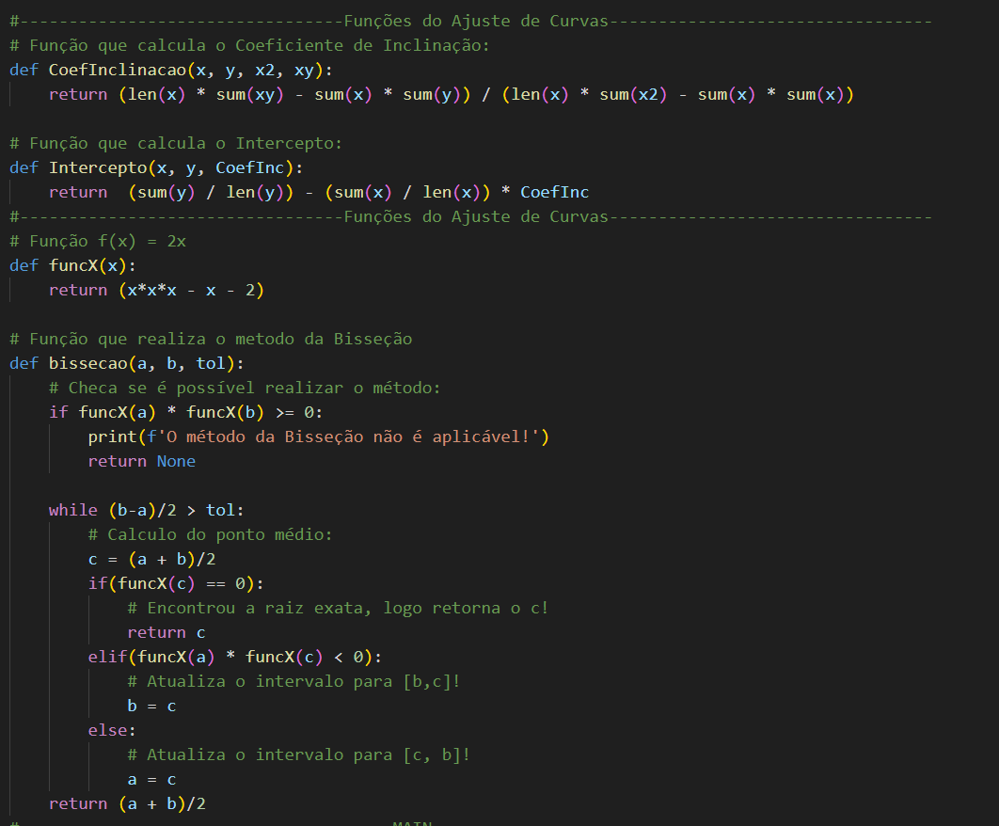 #---------------------------------Funções do Ajuste de Curvas---------------------------------
# Função que calcula o Coeficiente de Inclinação:
def CoefInclinacao(x, y, x2, xy):
    return (len(x) * sum(xy) - sum(x) * sum(y)) / (len(x) * sum(x2) - sum(x) * sum(x))

# Função que calcula o Intercepto:
def Intercepto(x, y, CoefInc):
    return  (sum(y) / len(y)) - (sum(x) / len(x)) * CoefInc
#---------------------------------Funções do Ajuste de Curvas---------------------------------
# Função f(x) = 2x
def funcX(x):
    return (x*x*x - x - 2)

# Função que realiza o metodo da Bisseção
def bissecao(a, b, tol):
    # Checa se é possível realizar o método:
    if funcX(a) * funcX(b) >= 0:
        print(f'O método da Bisseção não é aplicável!')
        return None

    while (b-a)/2 > tol:
        # Calculo do ponto médio:
        c = (a + b)/2
        if(funcX(c) == 0):
            # Encontrou a raiz exata, logo retorna o c!
            return c
        elif(funcX(a) * funcX(c) < 0):
            # Atualiza o intervalo para [b,c]!
            b = c
        else:
            # Atualiza o intervalo para [c, b]!
            a = c
    return (a + b)/2
#                                      MAIN